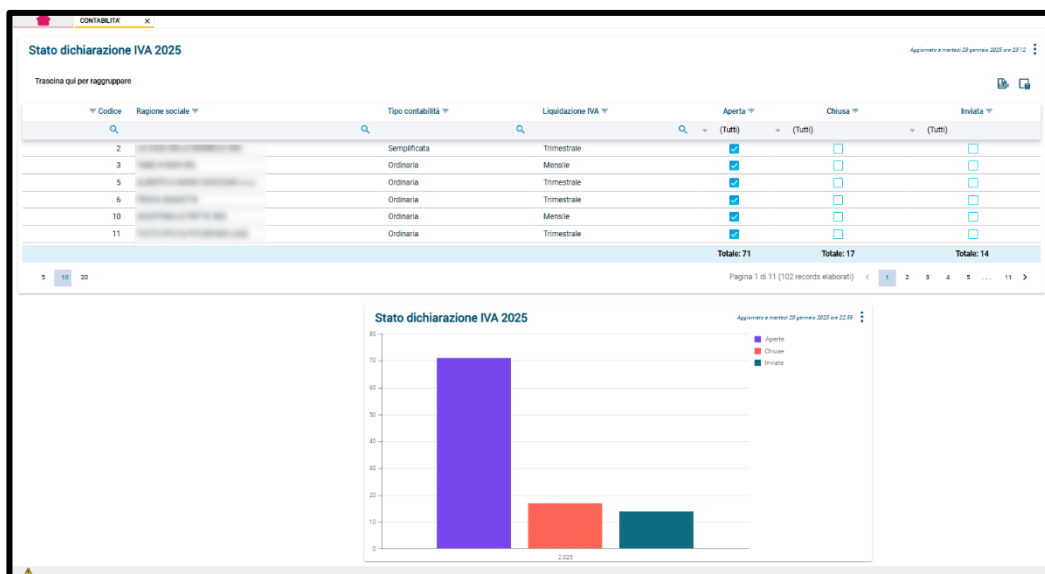 CONTABILITA' X
Stato dichiarazione IVA 2025
Aggiornato a martedì 28 gennaio 2025 ore 23:12
Trascina qui per raggruppare
Codice Ragione sociale Tipo contabilità Liquidazione IVA Aperta Chiusa Inviata
(Tutti) (Tutti) (Tutti)
2 Semplificata Trimestrale
3 Ordinaria Mensile
5 Ordinaria Trimestrale
6 Ordinaria Trimestrale
10 Ordinaria Mensile
11 Ordinaria Trimestrale
Totale: 71 Totale: 17 Totale: 14
5 10 20 Pagina 1 di 11 (102 records elaborati) < 1 2 3 4 5 ... 11 >
Stato dichiarazione IVA 2025
Aggiornato a martedì 28 gennaio 2025 ore 22:56
80
70
60
50
40
30
20
10
0
2.025
Aperte
Chiuse
Inviate